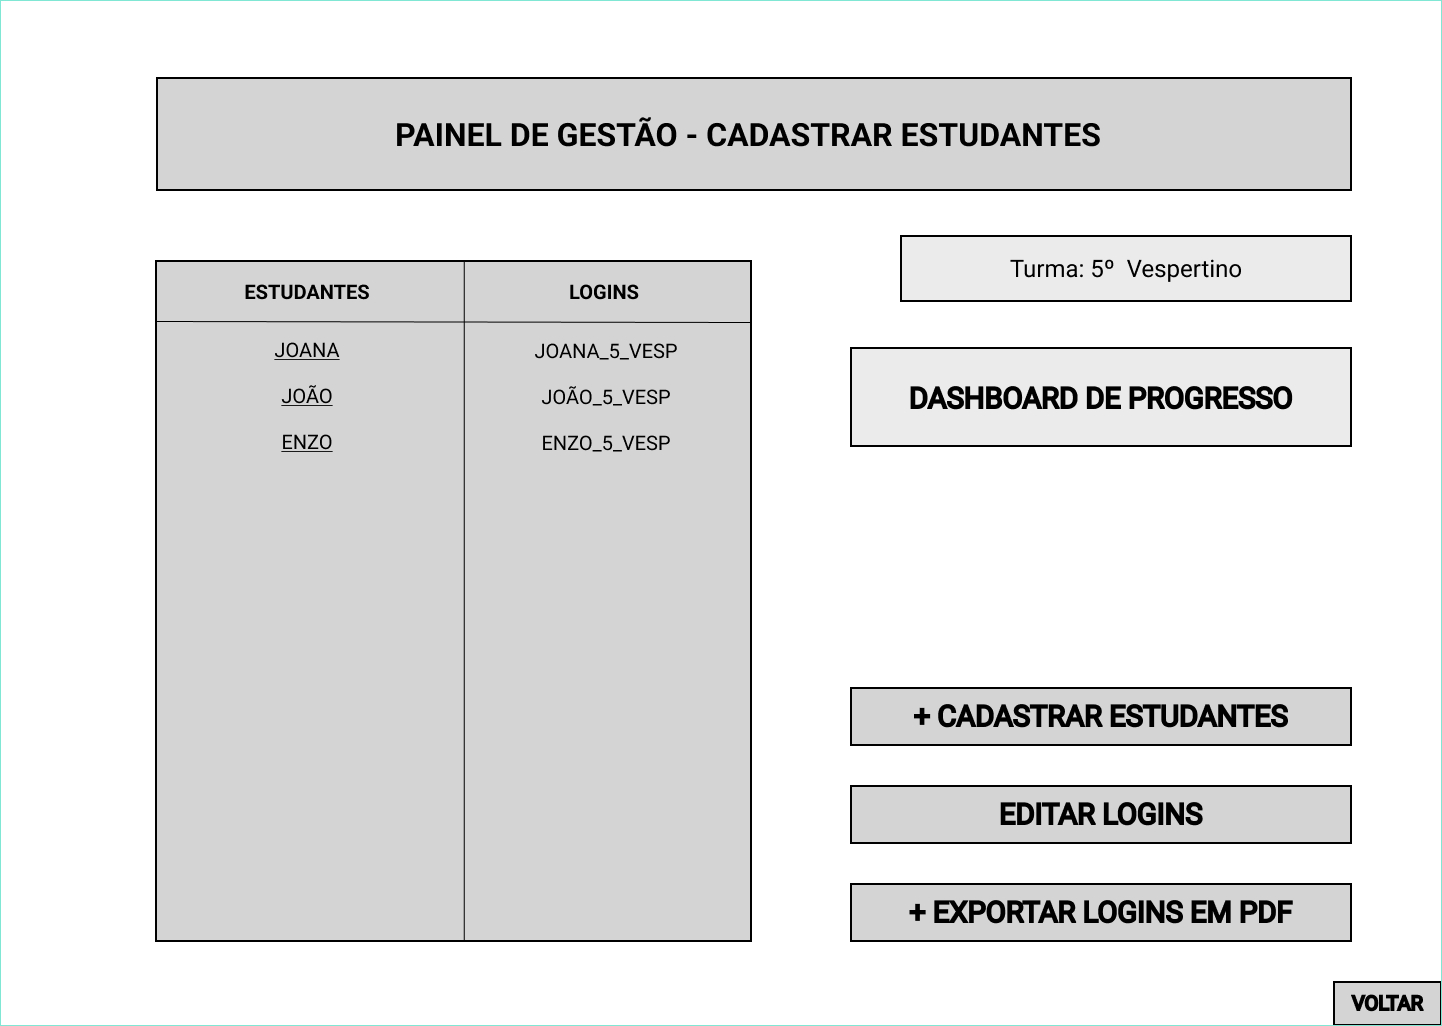 PAINEL DE GESTÃO - CADASTRAR ESTUDANTES
Turma: 5º  Vespertino
ESTUDANTES LOGINS
JOANA JOANA_5_VESP
JOÃO JOÃO_5_VESP
ENZO ENZO_5_VESP
DASHBOARD DE PROGRESSO
+ CADASTRAR ESTUDANTES
EDITAR LOGINS
+ EXPORTAR LOGINS EM PDF
VOLTAR